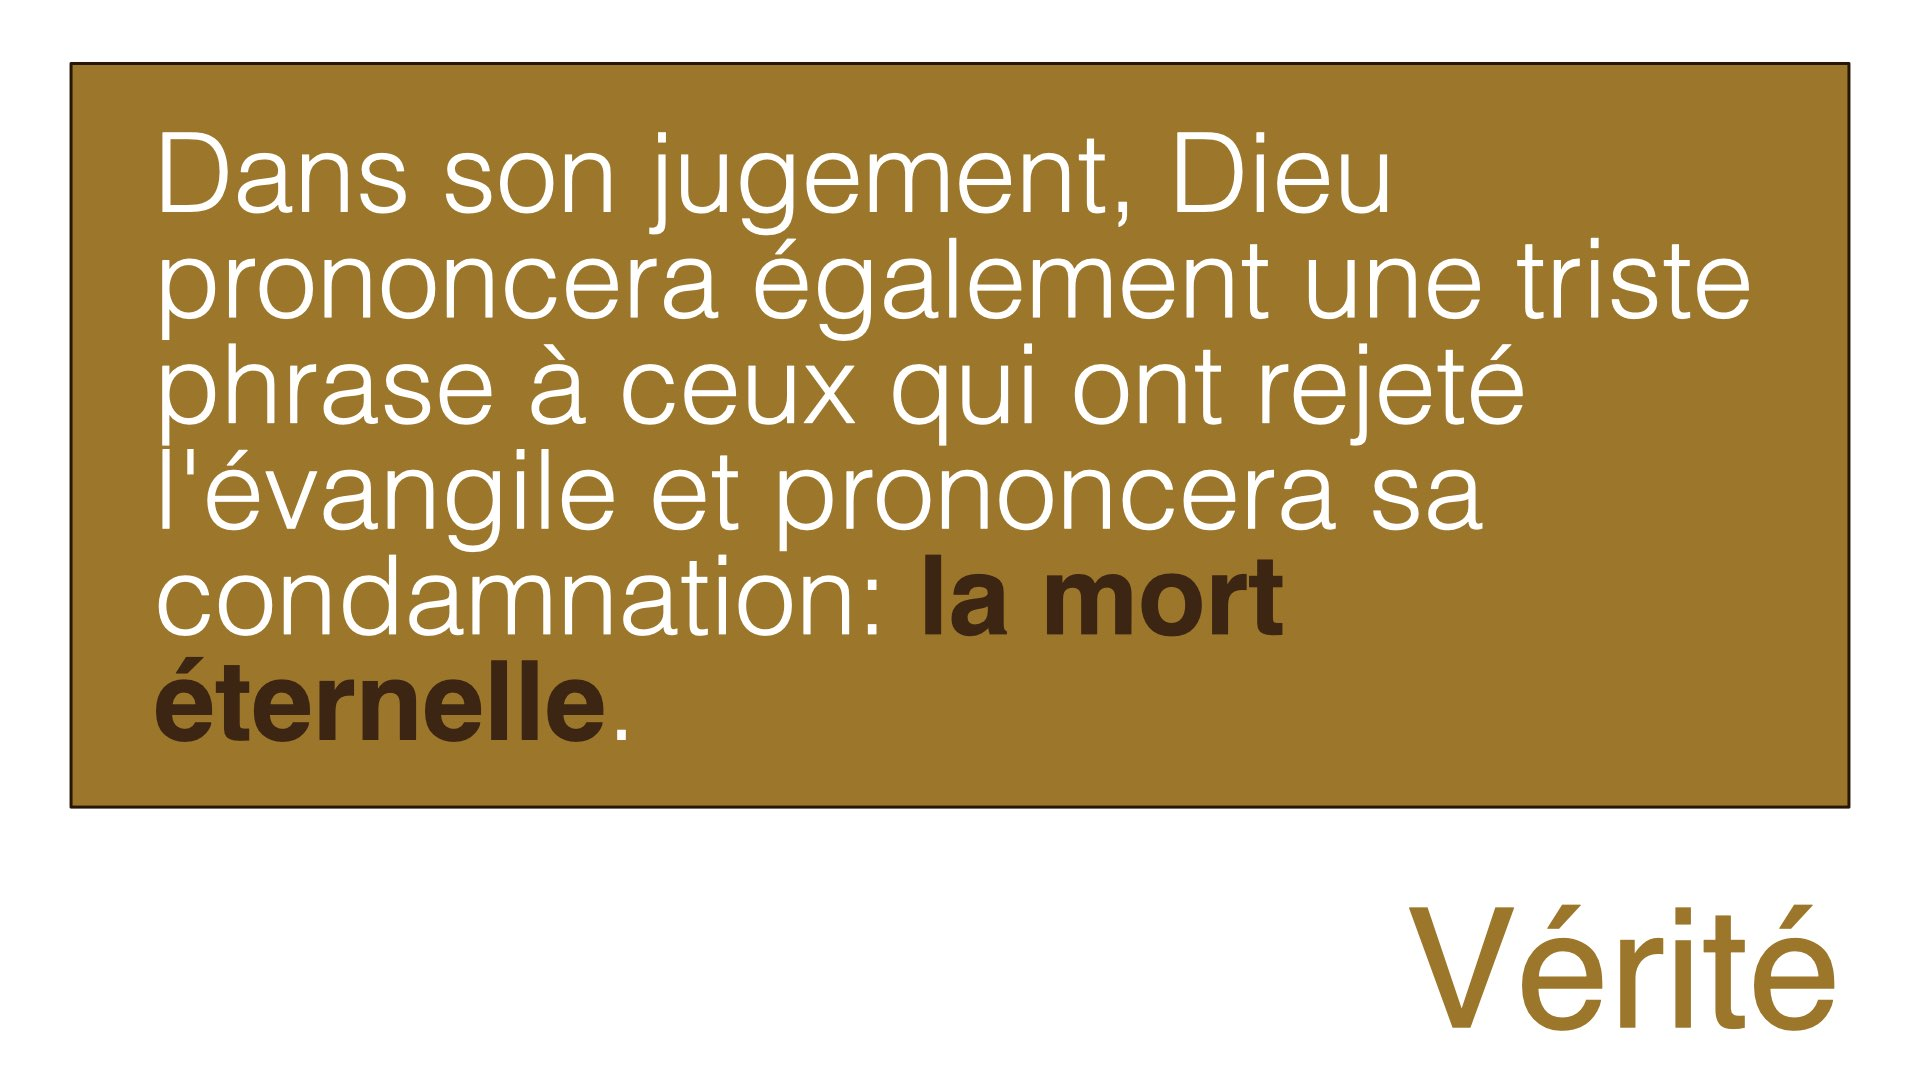 Dans son jugement, Dieu
prononcera également une triste
phrase à ceux qui ont rejeté
l'évangile et prononcera sa
condamnation: la mort
éternelle.
Vérité